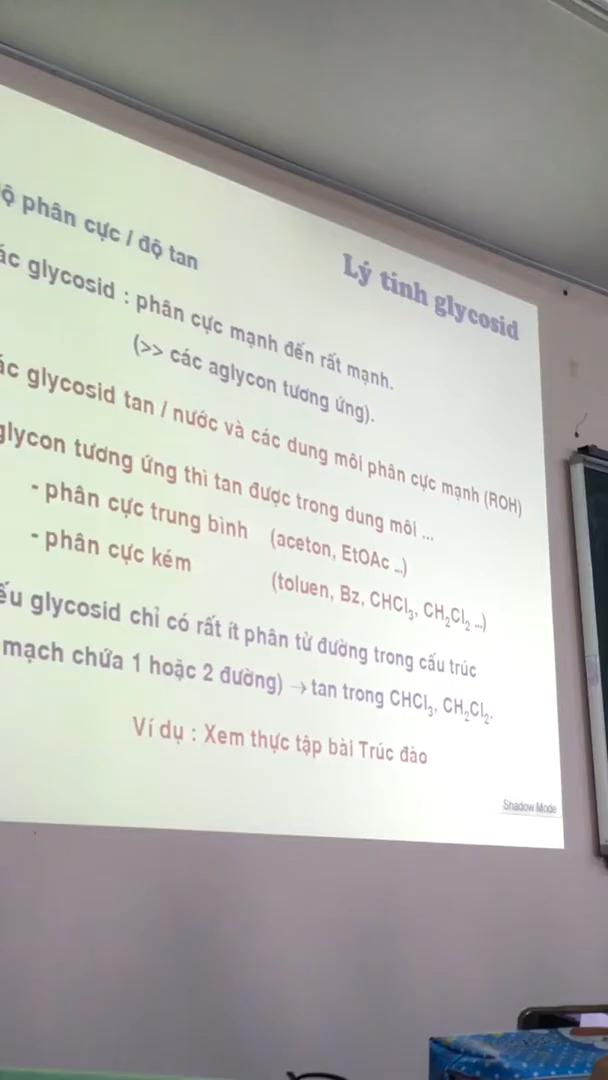 Lý tính glycosid
ộ phân cực / độ tan
ác glycosid : phân cực mạnh đến rất mạnh.
(>> các aglycon tương ứng).
ác glycosid tan / nước và các dung môi phân cực mạnh (ROH)
glycon tương ứng thì tan được trong dung môi ...
- phân cực trung bình (aceton, EtOAc ...)
- phân cực kém (toluen, Bz, CHCl₃, CH₂Cl₂ ...)
ếu glycosid chỉ có rất ít phân tử đường trong cấu trúc
mạch chứa 1 hoặc 2 đường) → tan trong CHCl₃, CH₂Cl₂.
Ví dụ : Xem thực tập bài Trúc đào
Shadow Mode